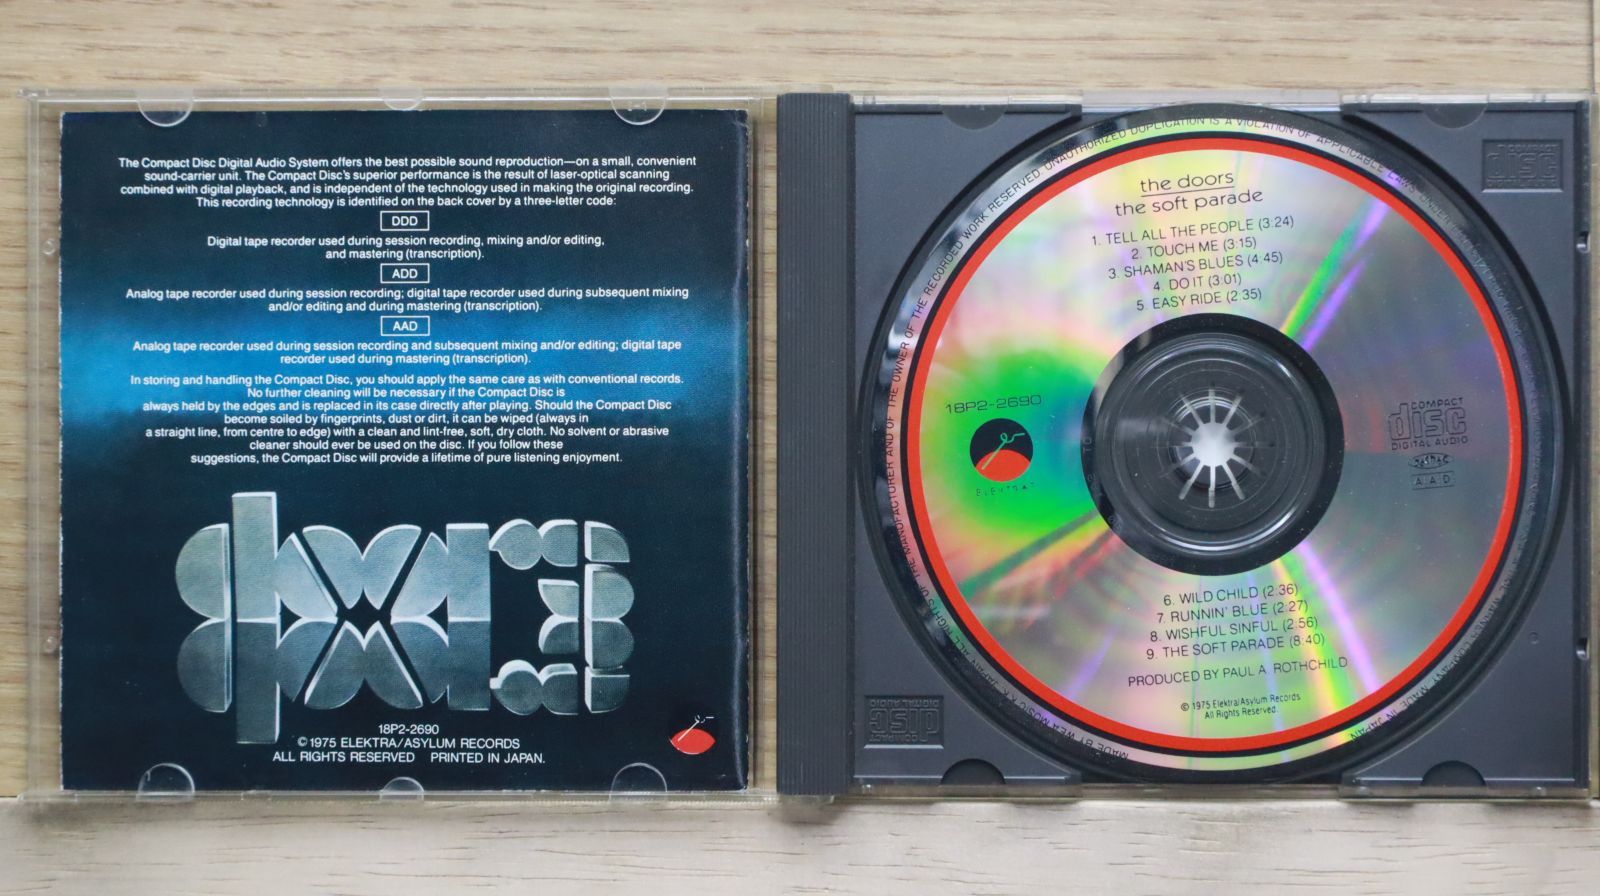 The Compact Disc Digital Audio System offers the best possible sound reproduction—on a small, convenient
sound-carrier unit. The Compact Disc's superior performance is the result of laser-optical scanning
combined with digital playback, and is independent of the technology used in making the original recording.
This recording technology is identified on the back cover by a three-letter code:
DDD
Digital tape recorder used during session recording, mixing and/or editing,
and mastering (transcription).
ADD
Analog tape recorder used during session recording; digital tape recorder used during subsequent mixing
and/or editing and during mastering (transcription).
AAD
Analog tape recorder used during session recording and subsequent mixing and/or editing; digital tape
recorder used during mastering (transcription).
In storing and handling the Compact Disc, you should apply the same care as with conventional records.
No further cleaning will be necessary if the Compact Disc is
always held by the edges and is replaced in its case directly after playing. Should the Compact Disc
become soiled by fingerprints, dust or dirt, it can be wiped (always in
a straight line, from centre to edge) with a clean and lint-free, soft, dry cloth. No solvent or abrasive
cleaner should ever be used on the disc. If you follow these
suggestions, the Compact Disc will provide a lifetime of pure listening enjoyment.
18P2-2690
©1975 ELEKTRA/ASYLUM RECORDS
ALL RIGHTS RESERVED PRINTED IN JAPAN.
the doors
the soft parade
1. TELL ALL THE PEOPLE (3:24)
2. TOUCH ME (3:15)
3. SHAMAN'S BLUES (4:45)
4. DO IT (3:01)
5. EASY RIDE (2:35)
18P2-2690
ELEKTRA
COMPACT
disc
DIGITAL AUDIO
AAD
6. WILD CHILD (2:36)
7. RUNNIN' BLUE (2:27)
8. WISHFUL SINFUL (2:56)
9. THE SOFT PARADE (8:40)
PRODUCED BY PAUL A. ROTHCHILD
© 1975 Elektra/Asylum Records
All Rights Reserved.
ALL RIGHTS OF THE MANUFACTURER AND OF THE OWNER OF THE RECORDED WORK RESERVED UNAUTHORIZED DUPLICATION IS A VIOLATION OF APPLICABLE LAWS
MADE IN JAPAN
COMPACT
disc
DIGITAL AUDIO
COMPACT
disc
DIGITAL AUDIO